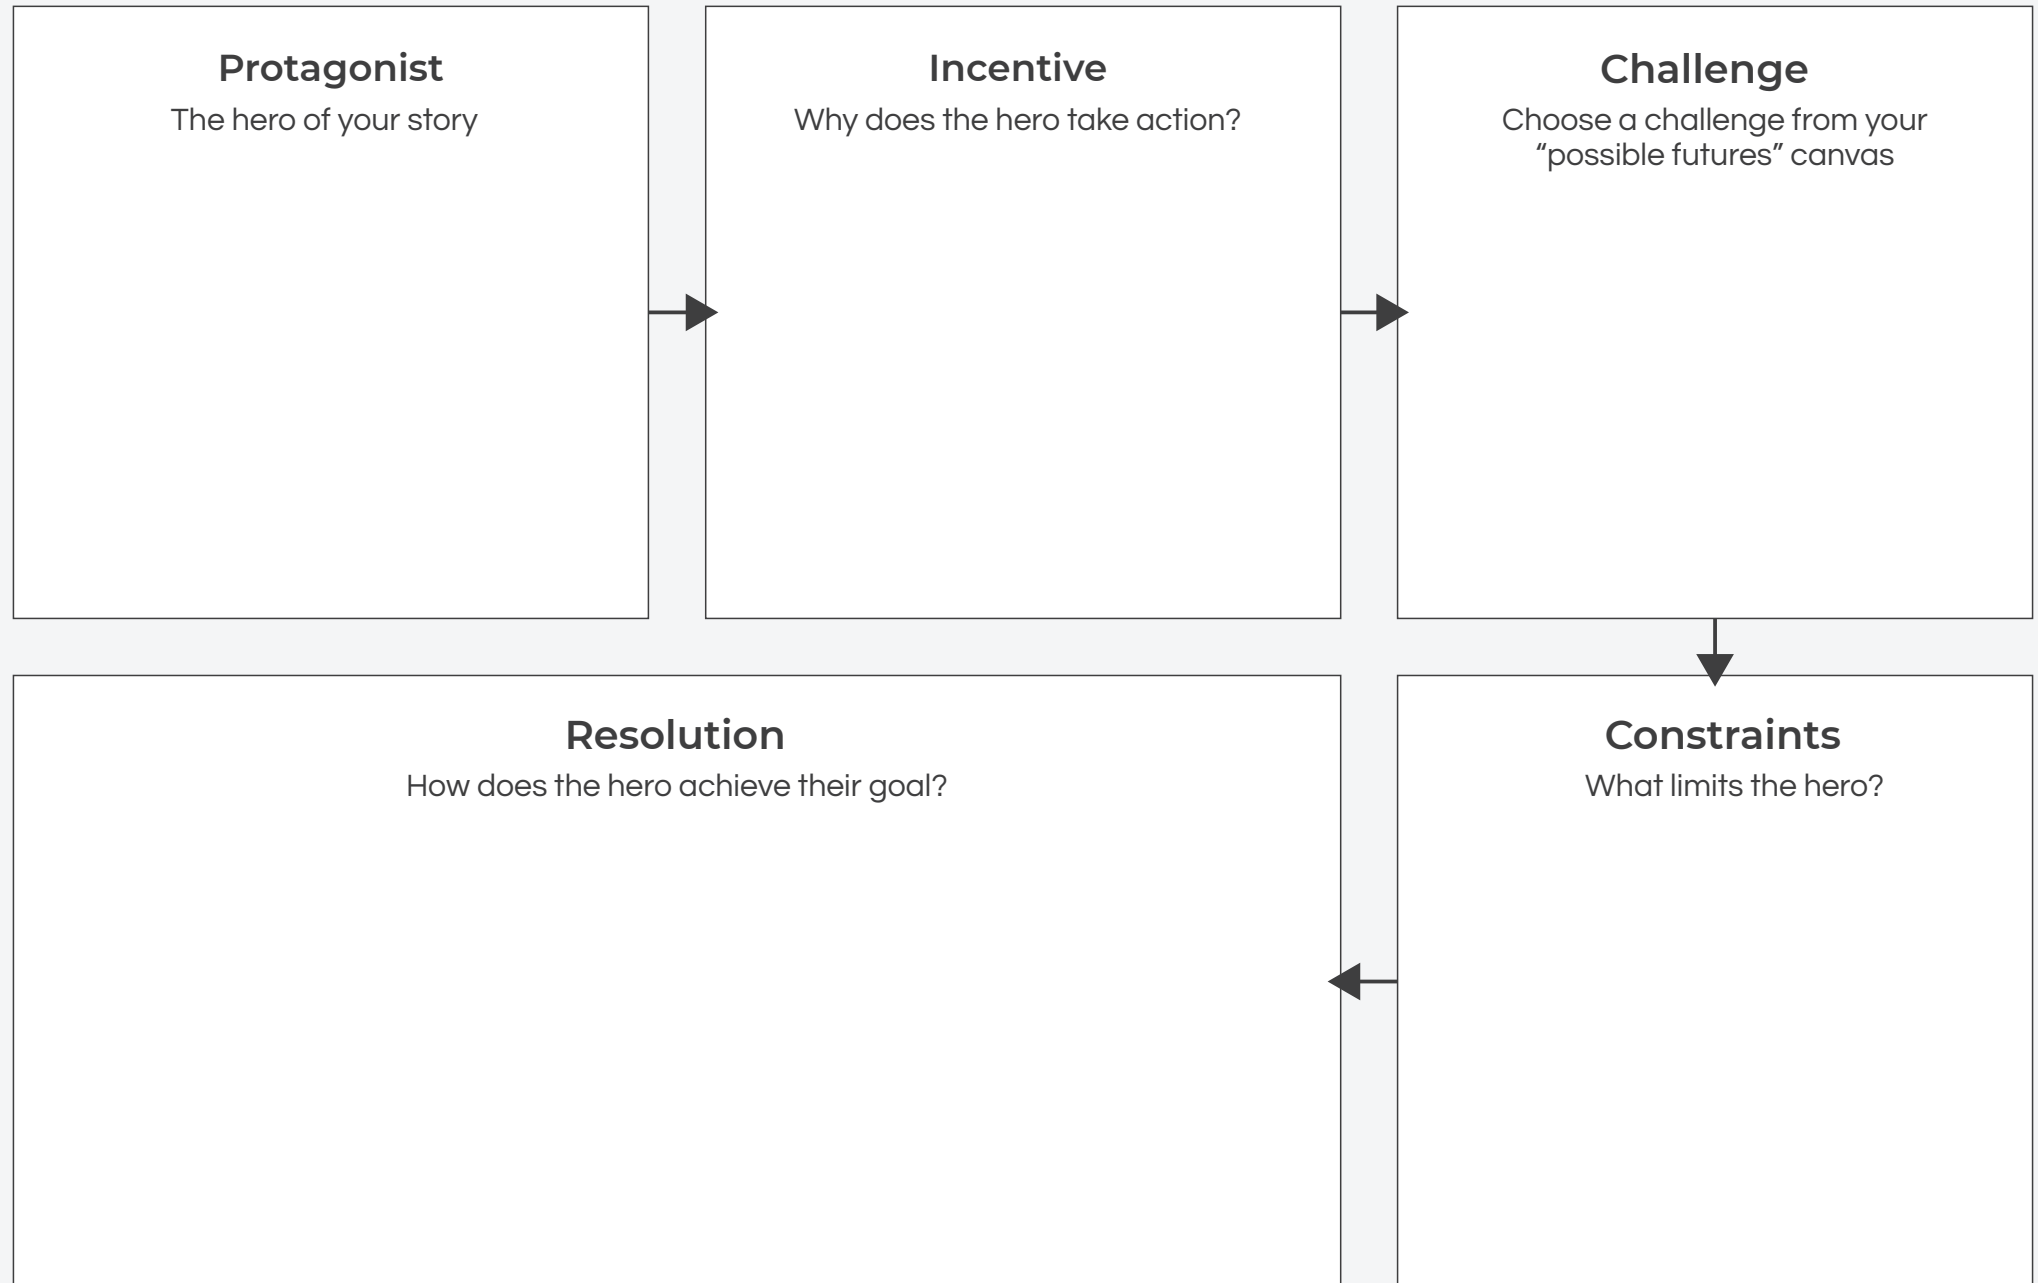 Protagonist
The hero of your story
Incentive
Why does the hero take action?
Challenge
Choose a challenge from your
“possible futures” canvas
Constraints
What limits the hero?
Resolution
How does the hero achieve their goal?